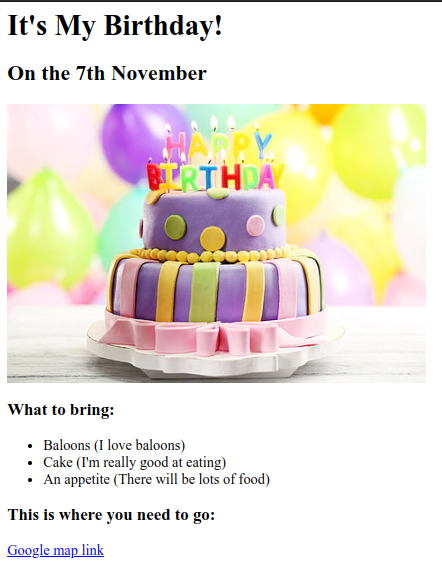 It's My Birthday!
On the 7th November
HAPPY
BIRTHDAY
What to bring:
Baloons (I love baloons)
Cake (I'm really good at eating)
An appetite (There will be lots of food)
This is where you need to go:
Google map link